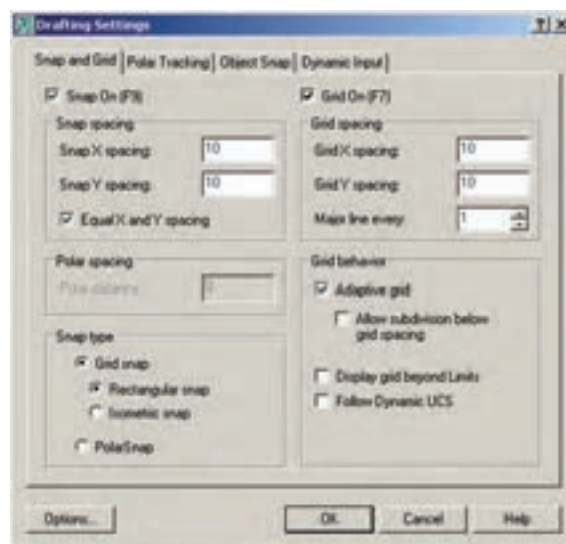 Drafting Settings
Snap and Grid Polar Tracking Object Snap Dynamic Input
Snap On (F9)
Snap spacing
Snap X spacing: 10
Snap Y spacing: 10
Equal X and Y spacing
Polar spacing
Polar distance:
Snap type
Grid snap
Rectangular snap
Isometric snap
PolarSnap
Grid On (F7)
Grid spacing
Grid X spacing: 10
Grid Y spacing: 10
Major line every: 1
Grid behavior
Adaptive grid
Allow subdivision below
grid spacing
Display grid beyond Limits
Follow Dynamic UCS
Options... OK Cancel Help